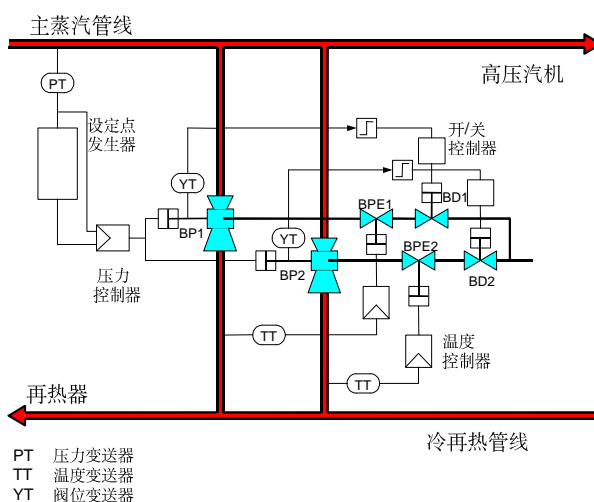 主蒸汽管线
高压汽机
PT
设定点
发生器
开/关
控制器
YT
BPE1
BD1
BP1
YT
BPE2
BP2
BD2
压力
控制器
TT
温度
控制器
TT
再热器
冷再热管线
PT 压力变送器
TT 温度变送器
YT 阀位变送器